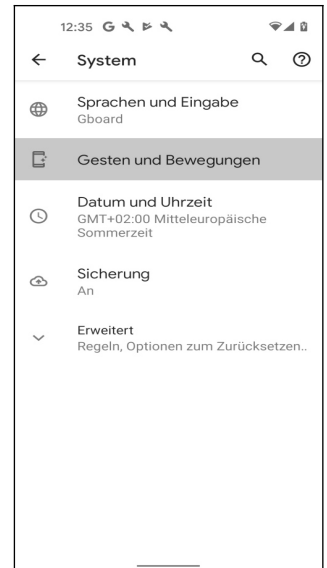 12:35 G
System
Sprachen und Eingabe
Gboard
Gesten und Bewegungen
Datum und Uhrzeit
GMT+02:00 Mitteleuropäische
Sommerzeit
Sicherung
An
Erweitert
Regeln, Optionen zum Zurücksetzen..